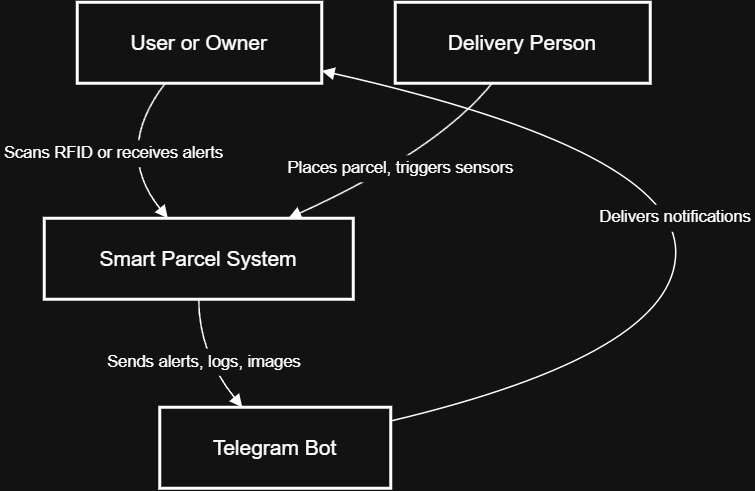 User or Owner
Delivery Person
Scans RFID or receives alerts
Places parcel, triggers sensors
Delivers notifications
Smart Parcel System
Sends alerts, logs, images
Telegram Bot